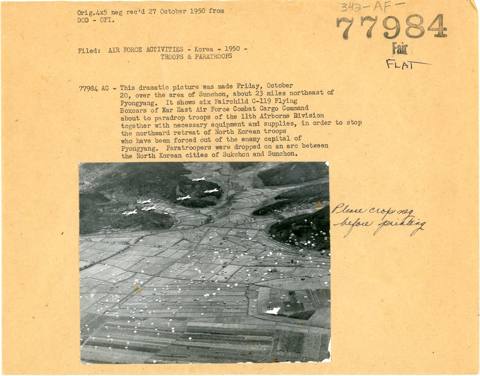 Orig.4x5 neg rec'd 27 October 1950 from
DOD - OPI.
342-AF-
77984
Fair
FLAT
Filed: AIR FORCE ACTIVITIES - Korea - 1950 -
TROOPS & PARATROOPS
77984 AC - This dramatic picture was made Friday, October
20, over the area of Sunchon, about 23 miles northeast of
Pyongyang. It shows six Fairchild C-119 Flying
Boxcars of Far East Air Force Combat Cargo Command
about to paradrop troops of the 11th Airborne Division
together with necessary equipment and supplies, in order to stop
the northward retreat of North Korean troops
who have been forced out of the enemy capital of
Pyongyang. Paratroopers were dropped on an arc between
the North Korean cities of Sukchon and Sunchon.
Please crop neg
before printing